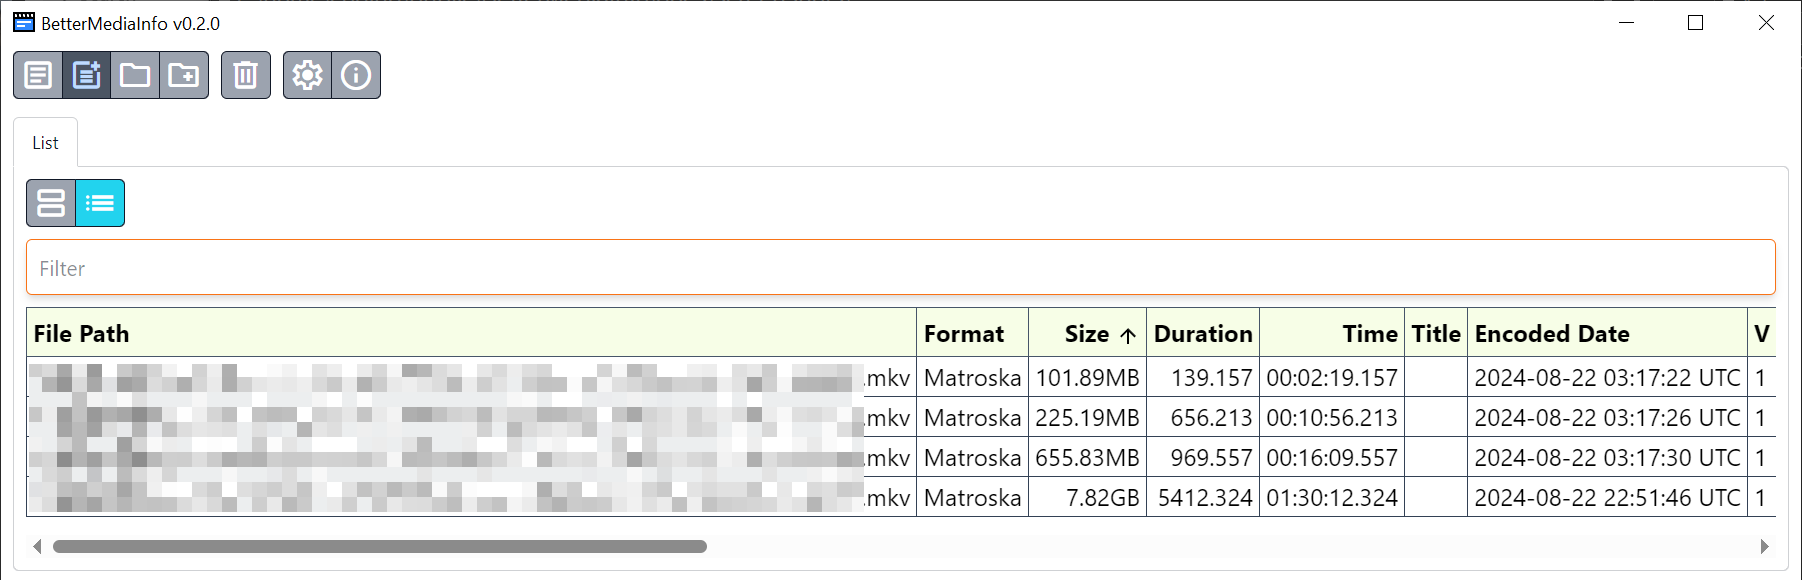 BetterMediaInfo v0.2.0
List
Filter
File Path Format Size ↑ Duration Time Title Encoded Date V
.mkv Matroska 101.89MB 139.157 00:02:19.157 2024-08-22 03:17:22 UTC 1
.mkv Matroska 225.19MB 656.213 00:10:56.213 2024-08-22 03:17:26 UTC 1
.mkv Matroska 655.83MB 969.557 00:16:09.557 2024-08-22 03:17:30 UTC 1
.mkv Matroska 7.82GB 5412.324 01:30:12.324 2024-08-22 22:51:46 UTC 1